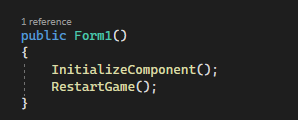 1 reference
public Form1()
{
InitializeComponent();
RestartGame();
}